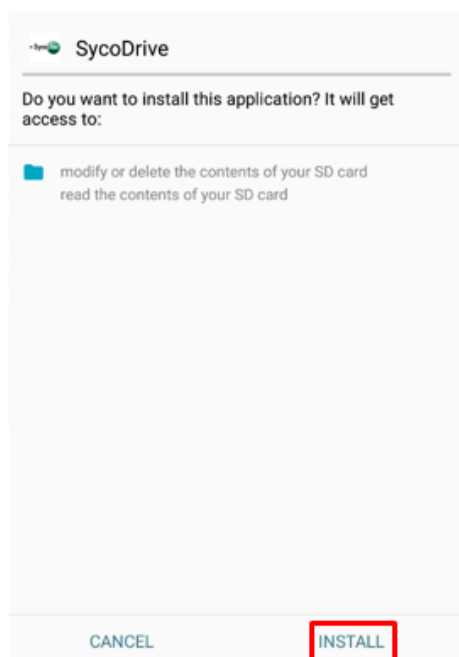 SycoDrive
Do you want to install this application? It will get
access to:
modify or delete the contents of your SD card
read the contents of your SD card
CANCEL
INSTALL